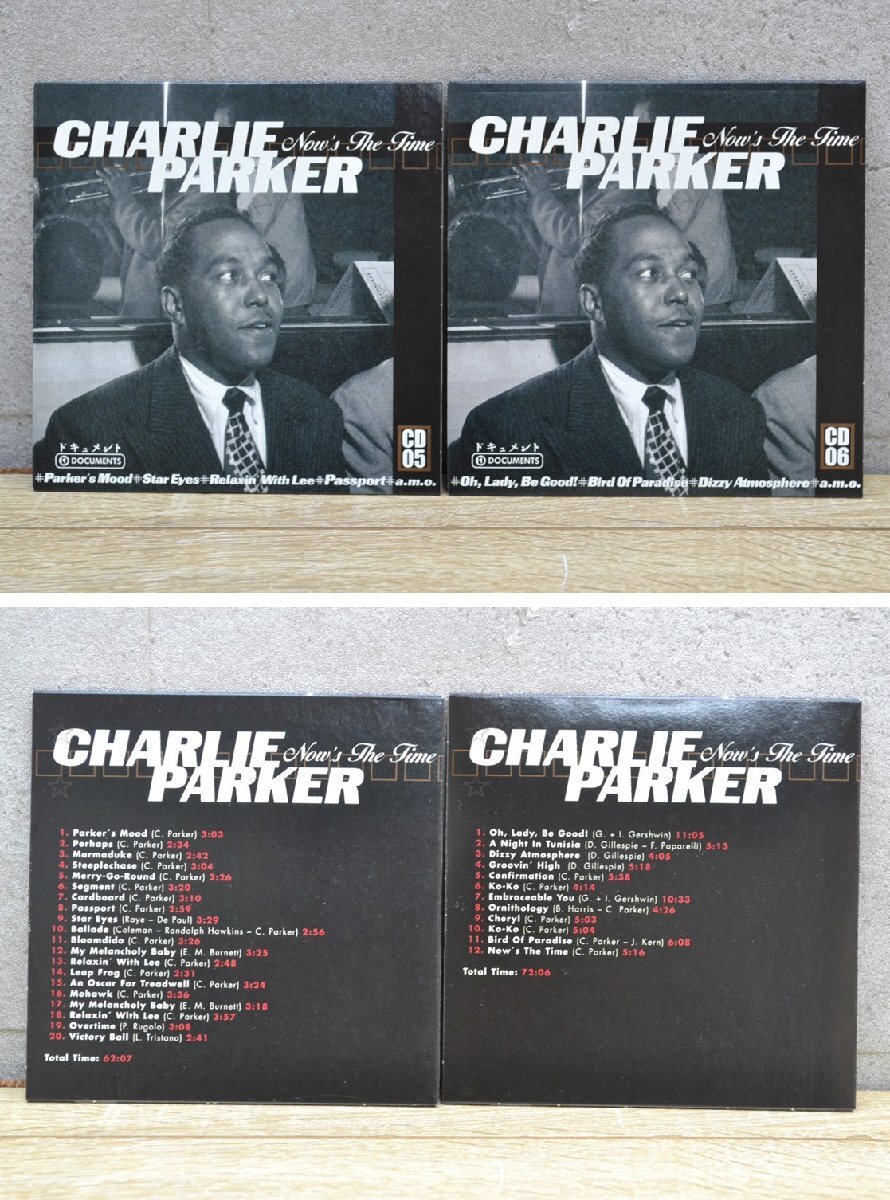 CHARLIE Now's The Time
PARKER
ドキュメント
DOCUMENTS
CD
05
#Parker's Mood#Star Eyes#Relaxin' With Lee#Passport#a.m.o.
CHARLIE Now's The Time
PARKER
ドキュメント
DOCUMENTS
CD
06
#Oh, Lady, Be Good!#Bird Of Paradise#Dizzy Atmosphere#a.m.o.
CHARLIE Now's The Time
PARKER
1. Parker's Mood (C. Parker) 3:03
2. Perhaps (C. Parker) 2:34
3. Marmaduke (C. Parker) 2:42
4. Steeplechase (C. Parker) 3:04
5. Merry-Go-Round (C. Parker) 2:26
6. Segment (C. Parker) 3:20
7. Cardboard (C. Parker) 3:10
8. Passport (C. Parker) 2:59
9. Star Eyes (Raye – De Paul) 3:29
10. Ballade (Coleman – Randolph Hawkins – C. Parker) 2:56
11. Bloomdido (C. Parker) 3:26
12. My Melancholy Baby (E. M. Burnett) 3:25
13. Relaxin' With Lee (C. Parker) 2:48
14. Leap Frog (C. Parker) 2:31
15. An Oscar For Treadwell (C. Parker) 3:24
16. Mohawk (C. Parker) 3:36
17. My Melancholy Baby (E. M. Burnett) 3:18
18. Relaxin' With Lee (C. Parker) 3:57
19. Overtime (P. Rugolo) 3:08
20. Victory Ball (L. Tristano) 2:41
Total Time: 62:07
CHARLIE Now's The Time
PARKER
1. Oh, Lady, Be Good! (G. + I. Gershwin) 11:05
2. A Night In Tunisia (D. Gillespie – F. Paparelli) 5:13
3. Dizzy Atmosphere (D. Gillespie) 4:05
4. Groovin' High (D. Gillespie) 5:18
5. Confirmation (C. Parker) 5:38
6. Ko-Ko (C. Parker) 4:14
7. Embraceable You (G. + I. Gershwin) 10:33
8. Ornithology (B. Harris – C. Parker) 4:26
9. Cheryl (C. Parker) 5:03
10. Ko-Ko (C. Parker) 5:04
11. Bird Of Paradise (C. Parker – J. Kern) 6:08
12. Now's The Time (C. Parker) 5:16
Total Time: 72:06